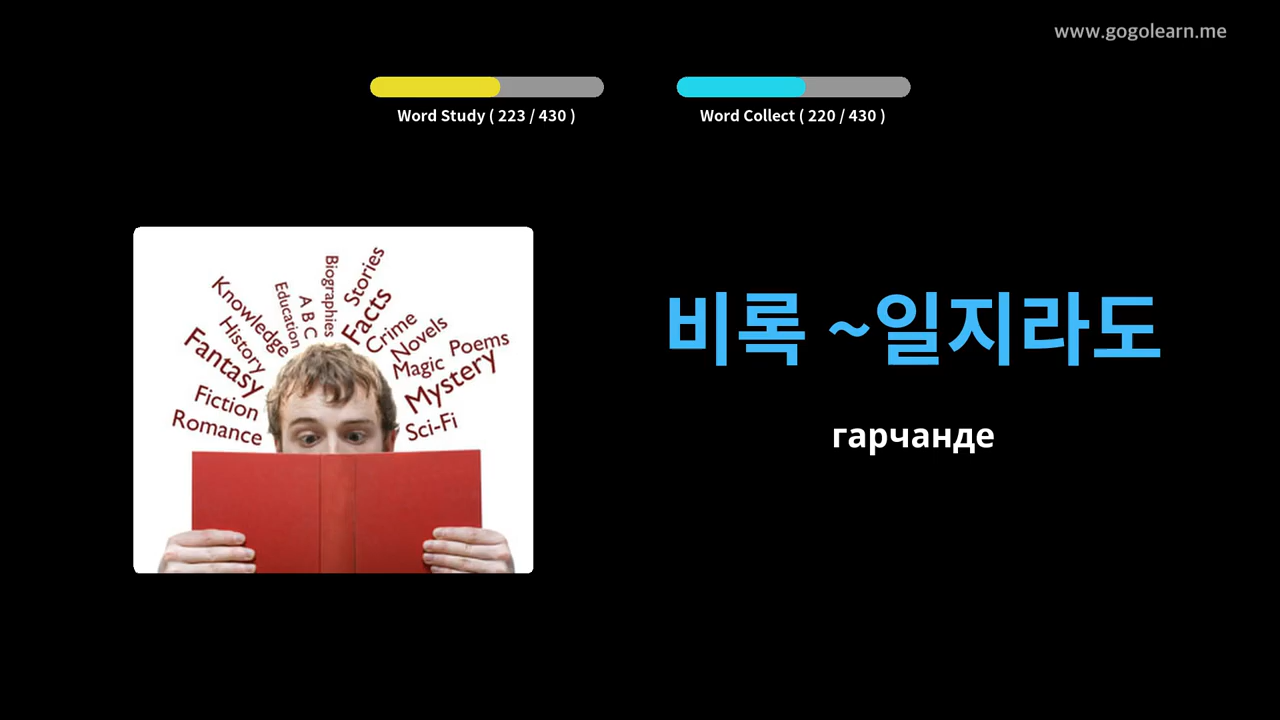 www.gogolearn.me
Word Study ( 223 / 430 )
Word Collect ( 220 / 430 )
Knowledge
History
Fantasy
Fiction
Romance
Education
A B C
Biographies
Stories
Facts
Crime
Novels
Magic
Poems
Mystery
Sci-Fi
비록 ~일지라도
гарчанде